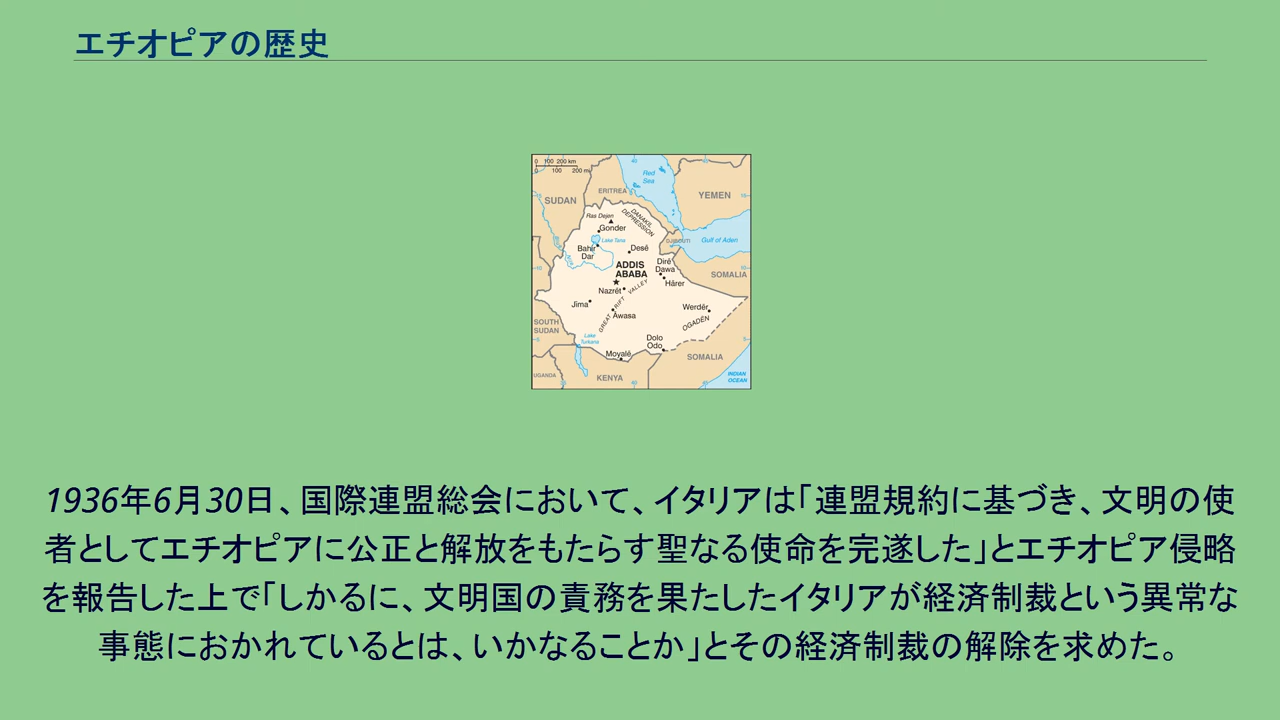 エチオピアの歴史
0 100 200 km
0 100 200 mi
Red
Sea
ERITREA
YEMEN
SUDAN
Ras Dejen
DANAKIL
DEPRESSION
Gonder
Lake Tana
DJIBOUTI
Gulf of Aden
Bahir
Dar
Desē
ADDIS
ABABA
Dirē
Dawa
SOMALIA
Hārer
Nazrēt
GREAT RIFT VALLEY
Jima
Āwasa
Werdēr
OGADĒN
SOUTH
SUDAN
Lake
Turkana
Dolo
Odo
Moyalē
SOMALIA
UGANDA
KENYA
INDIAN
OCEAN
1936年6月30日、国際連盟総会において、イタリアは「連盟規約に基づき、文明の使
者としてエチオピアに公正と解放をもたらす聖なる使命を完遂した」とエチオピア侵略
を報告した上で「しかるに、文明国の責務を果たしたイタリアが経済制裁という異常な
事態におかれているとは、いかなることか」とその経済制裁の解除を求めた。